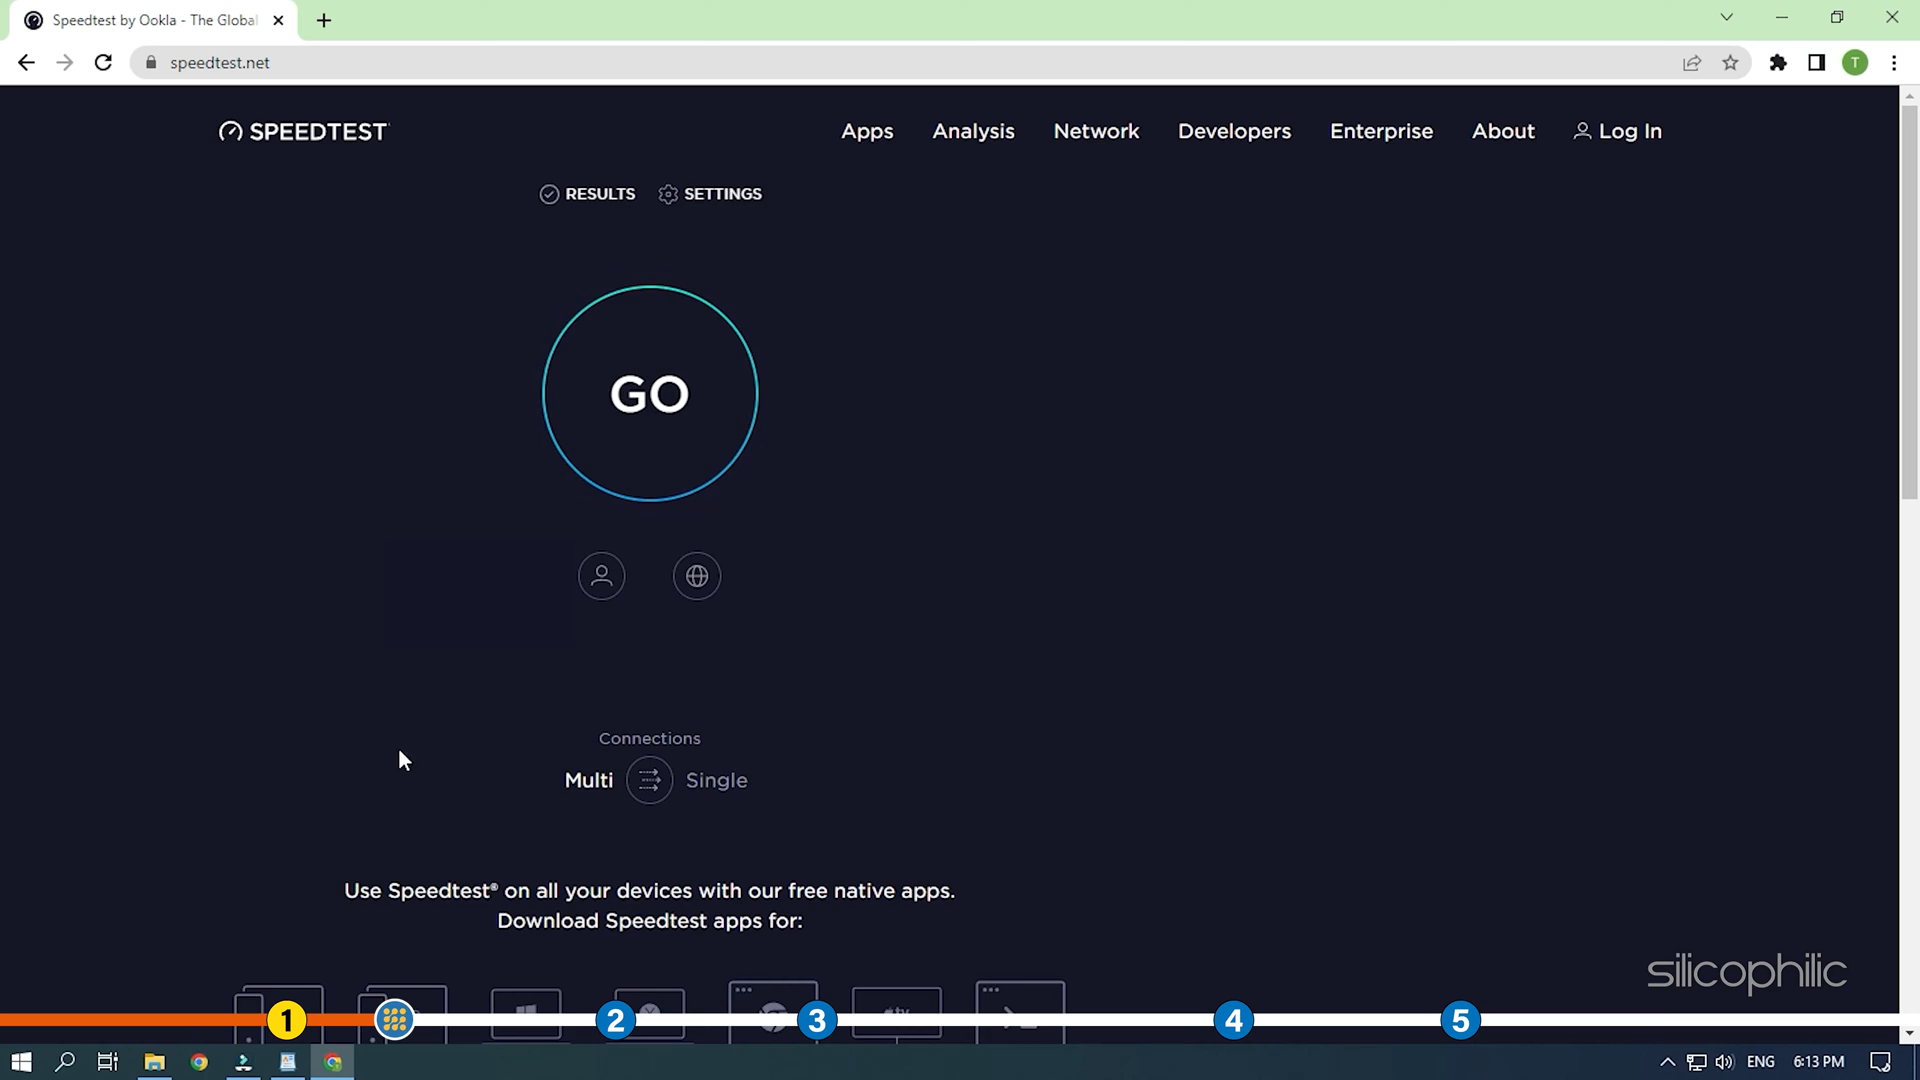 Speedtest by Ookla - The Global
speedtest.net
T
SPEEDTEST
Apps Analysis Network Developers Enterprise About Log In
RESULTS SETTINGS
GO
Connections
Multi Single
Use Speedtest® on all your devices with our free native apps.
Download Speedtest apps for:
silicophilic
1 2 3 4 5
ENG 6:13 PM